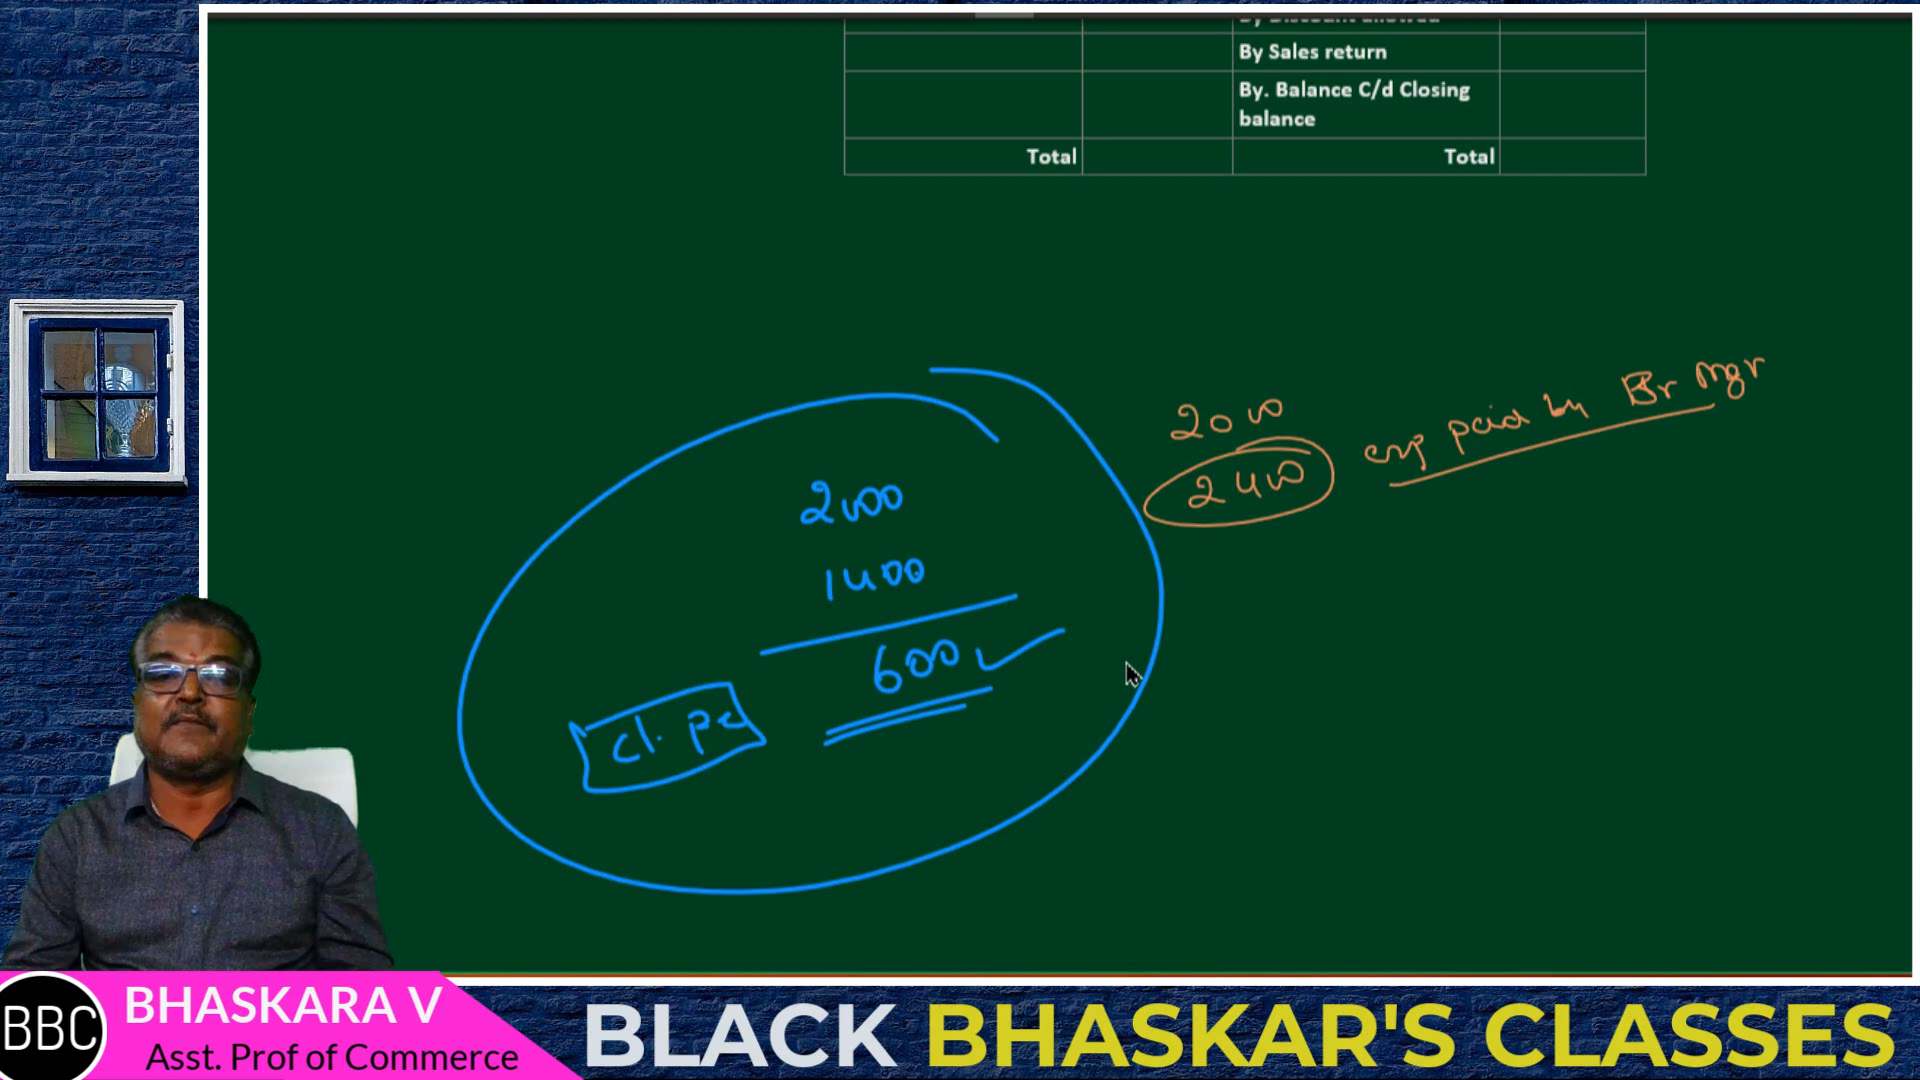 By Sales return
By. Balance C/d Closing
balance
Total Total
2000
2400 exp paid by Br Mgr
2000
1400
600
cl. pc
BBC
BHASKARA V
Asst. Prof of Commerce
BLACK BHASKAR'S CLASSES